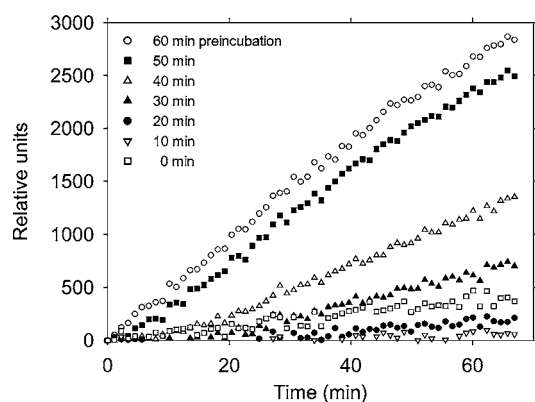 3000
2500
2000
1500
1000
500
0
Relative units
60 min preincubation
50 min
40 min
30 min
20 min
10 min
0 min
0 20 40 60
Time (min)